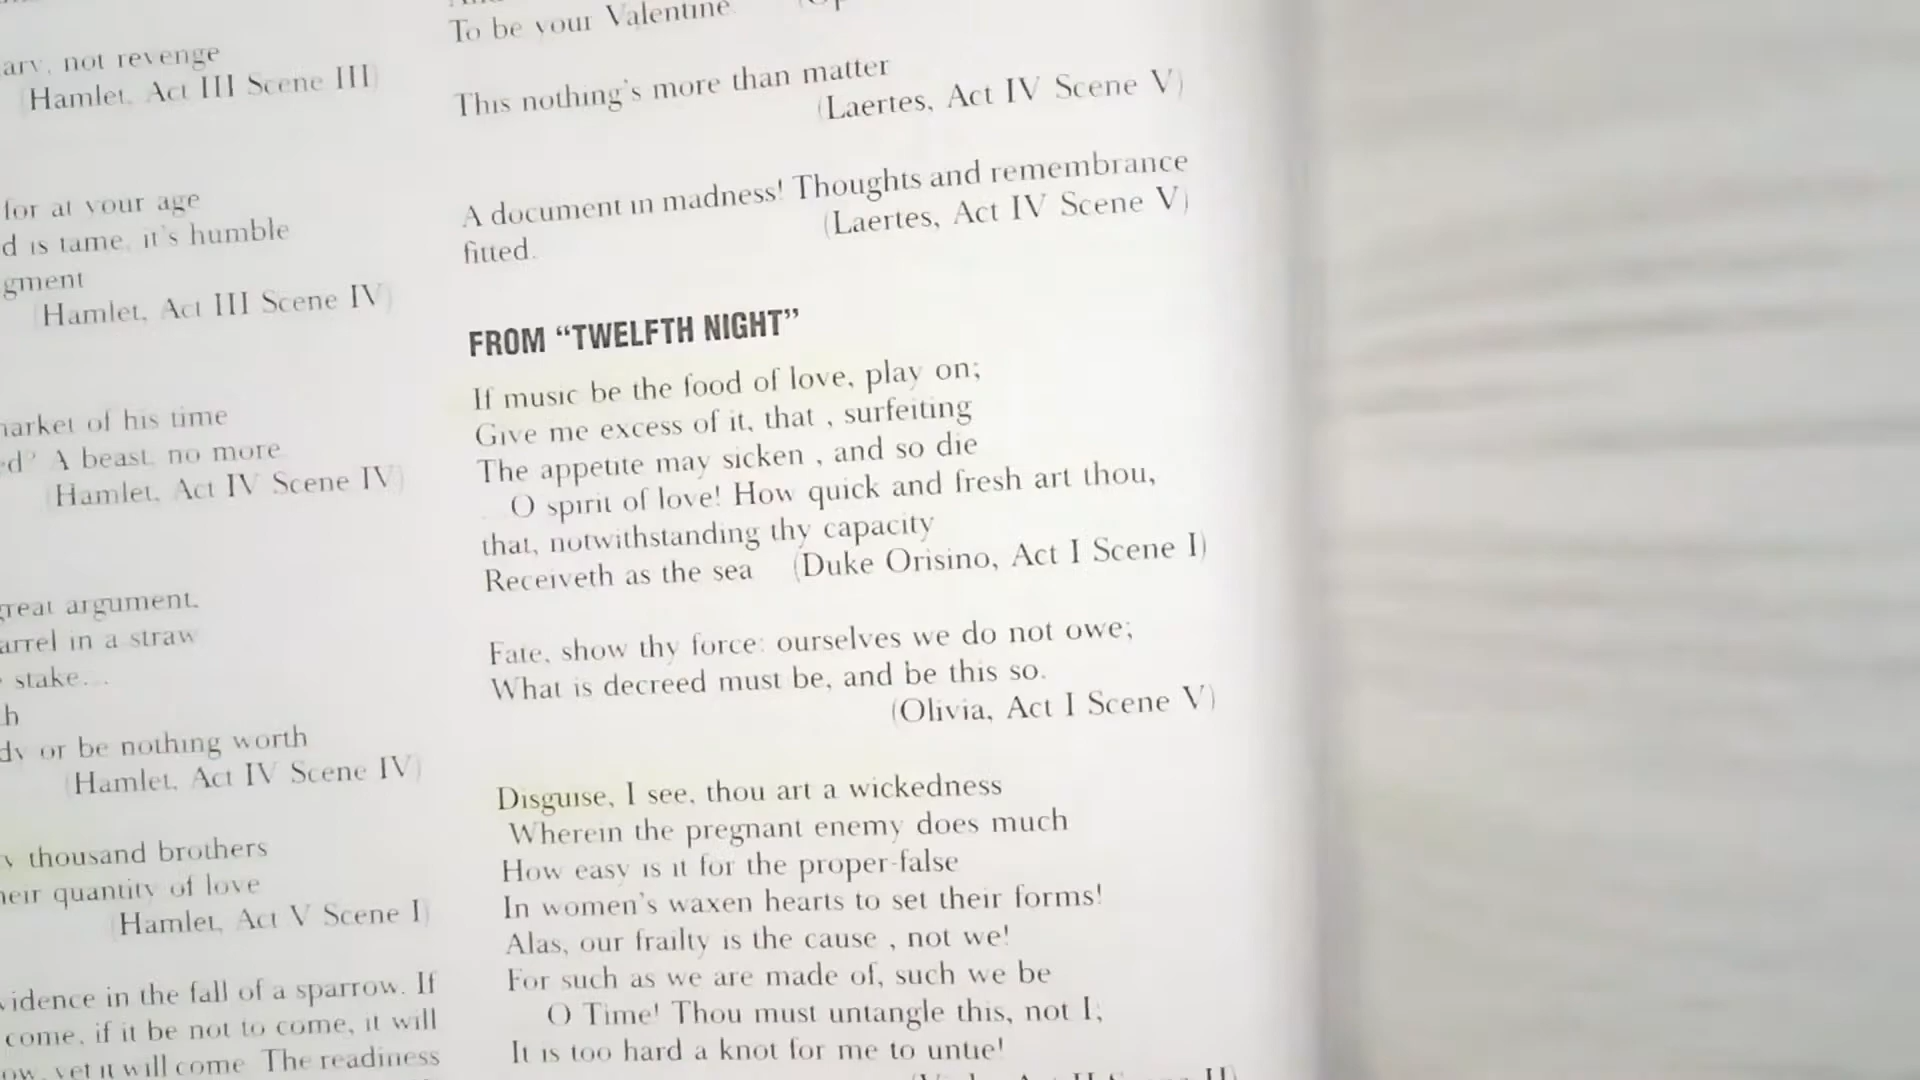 ary, not revenge
(Hamlet, Act III Scene III)
for at your age
d is tame, it's humble
gment
(Hamlet, Act III Scene IV)
market of his time
A beast, no more
(Hamlet, Act IV Scene IV)
great argument,
arrel in a straw
stake...
h
or be nothing worth
(Hamlet, Act IV Scene IV)
thousand brothers
heir quantity of love
(Hamlet, Act V Scene I)
vidence in the fall of a sparrow. If
come, if it be not to come, it will
ow, yet it will come The readiness
To be your Valentine
This nothing's more than matter
(Laertes, Act IV Scene V)
A document in madness! Thoughts and remembrance
(Laertes, Act IV Scene V)
fitted.
FROM “TWELFTH NIGHT”
If music be the food of love, play on;
Give me excess of it, that , surfeiting
The appetite may sicken , and so die
O spirit of love! How quick and fresh art thou,
that, notwithstanding thy capacity
Receiveth as the sea (Duke Orisino, Act I Scene I)
Fate, show thy force: ourselves we do not owe;
What is decreed must be, and be this so.
(Olivia, Act I Scene V)
Disguise, I see, thou art a wickedness
Wherein the pregnant enemy does much
How easy is it for the proper-false
In women's waxen hearts to set their forms!
Alas, our frailty is the cause , not we!
For such as we are made of, such we be
O Time! Thou must untangle this, not I;
It is too hard a knot for me to untie!